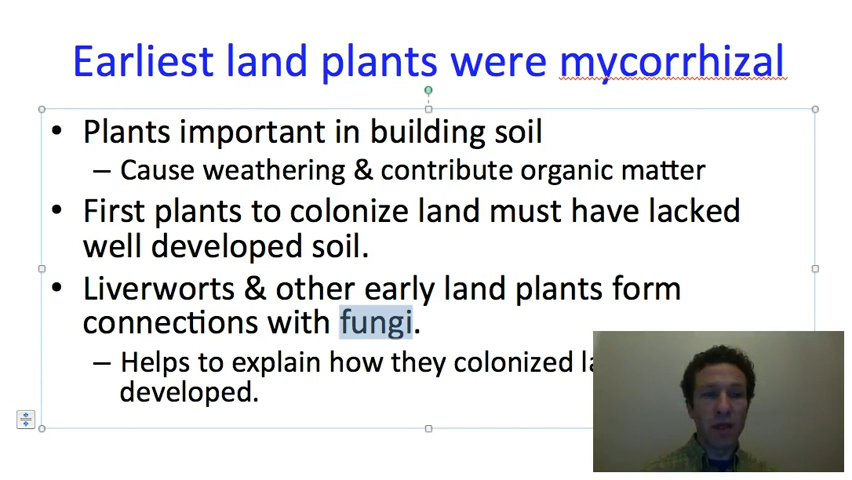 Earliest land plants were mycorrhizal
• Plants important in building soil
– Cause weathering & contribute organic matter
• First plants to colonize land must have lacked
well developed soil.
• Liverworts & other early land plants form
connections with fungi.
– Helps to explain how they colonized
developed.